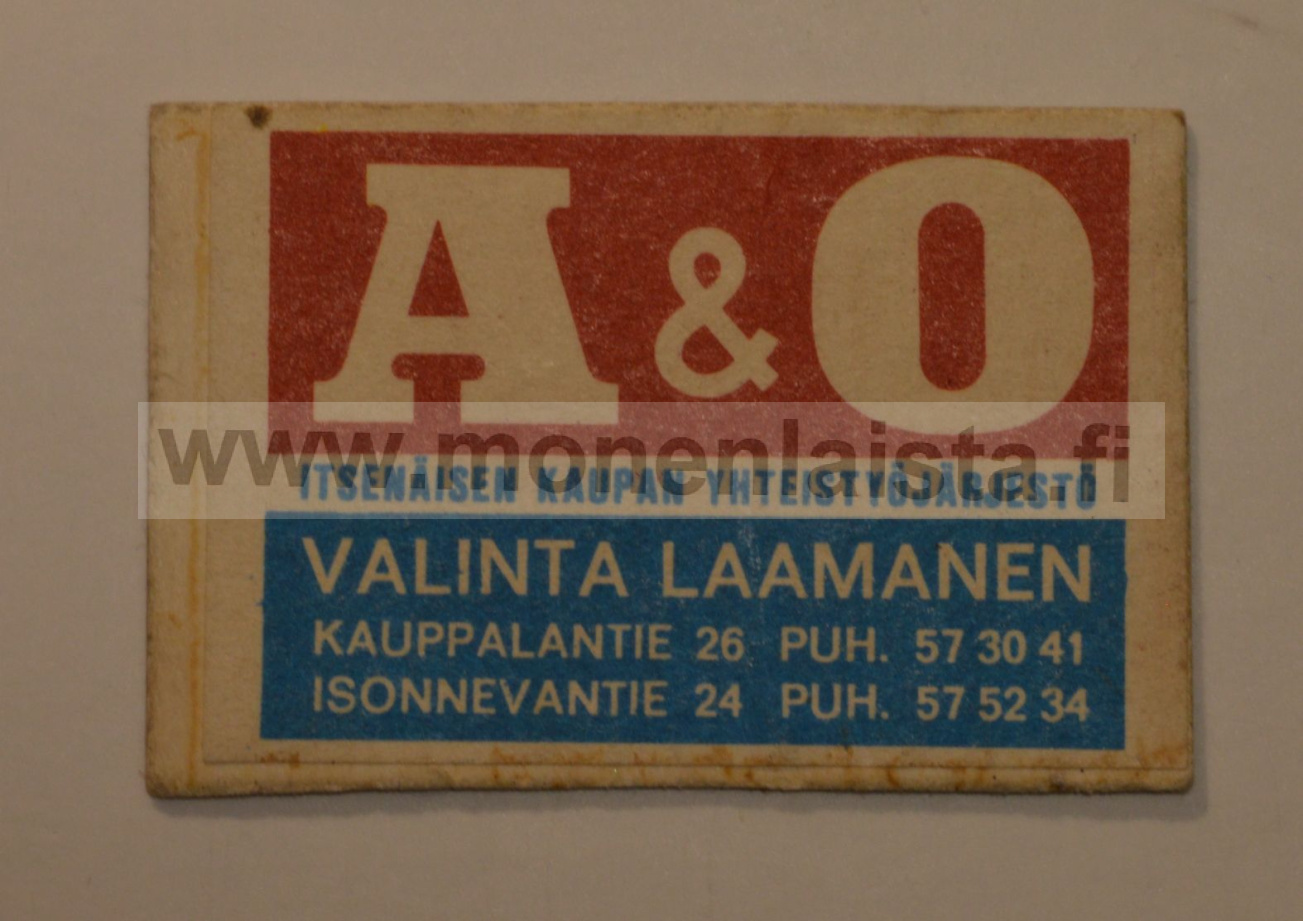 A & O
www.monenlaista.fi
ITSENÄISEN KAUPAN YHTEISTYÖJÄRJESTÖ
VALINTA LAAMANEN
KAUPPALANTIE 26 PUH. 57 30 41
ISONNEVANTIE 24 PUH. 57 52 34